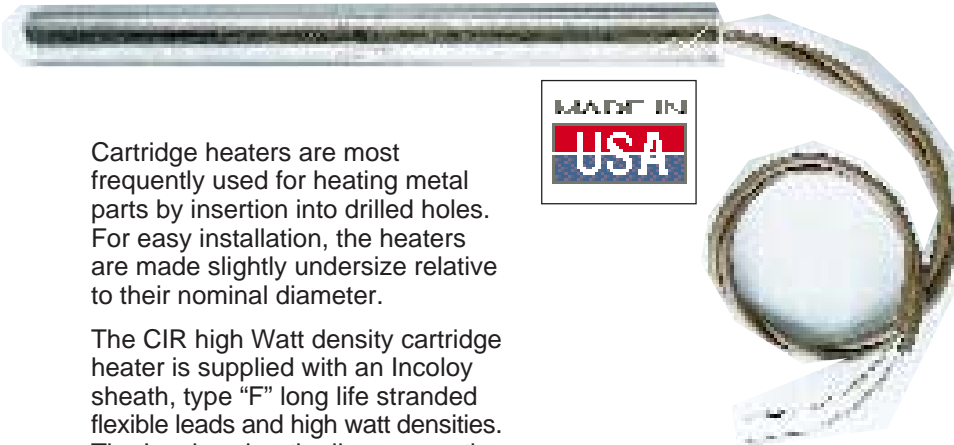 MADE IN
USA
Cartridge heaters are most
frequently used for heating metal
parts by insertion into drilled holes.
For easy installation, the heaters
are made slightly undersize relative
to their nominal diameter.
The CIR high Watt density cartridge
heater is supplied with an Incoloy
sheath, type “F” long life stranded
flexible leads and high watt densities.